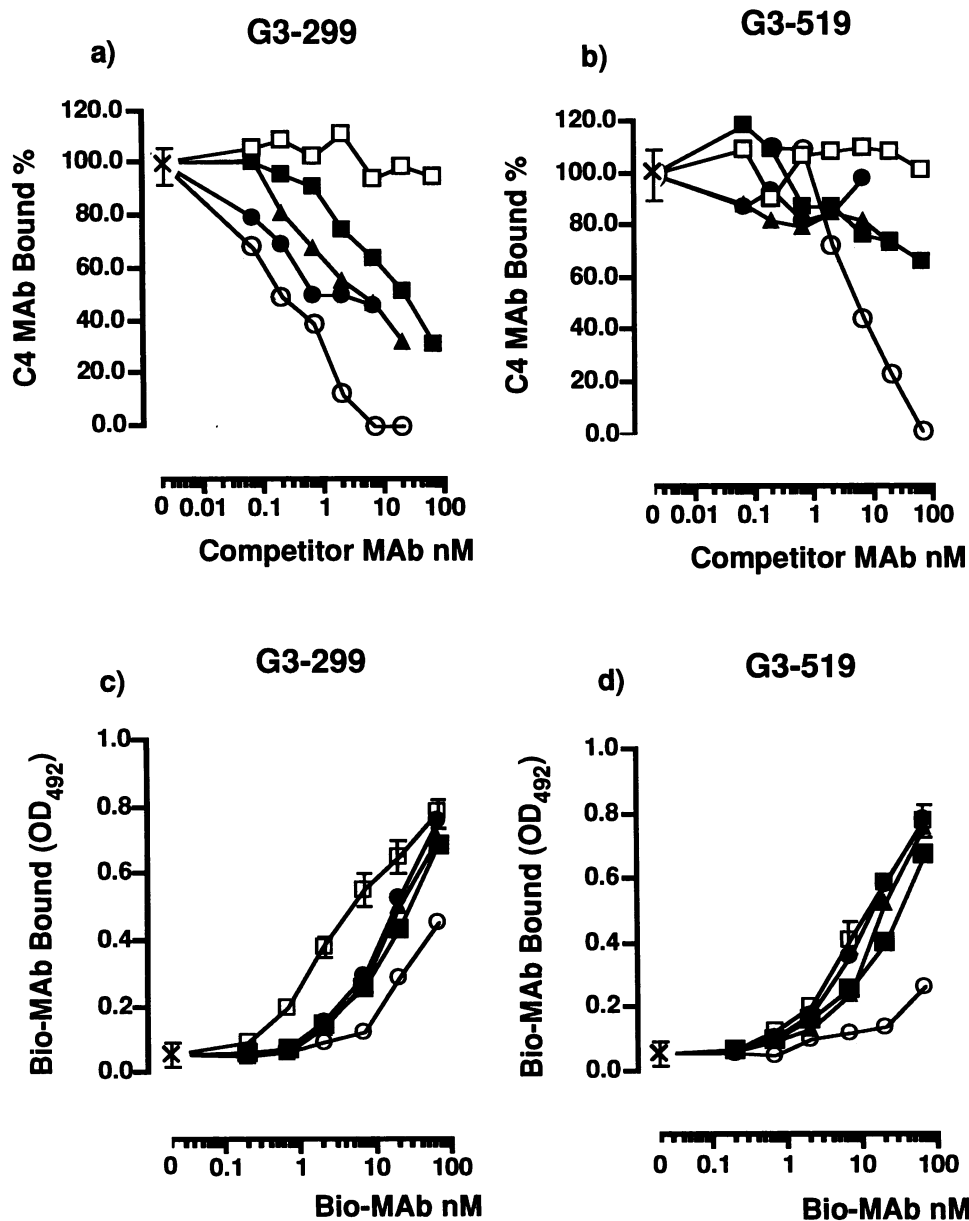 G3-299
a)
C4 MAb Bound %
120.0
100.0
80.0
60.0
40.0
20.0
0.0
0 0.01 0.1 1 10 100
Competitor MAb nM
G3-519
b)
C4 MAb Bound %
120.0
100.0
80.0
60.0
40.0
20.0
0.0
0 0.01 0.1 1 10 100
Competitor MAb nM
G3-299
c)
Bio-MAb Bound (OD492)
1.0
0.8
0.6
0.4
0.2
0.0
0 0.1 1 10 100
Bio-MAb nM
G3-519
d)
Bio-MAb Bound (OD492)
1.0
0.8
0.6
0.4
0.2
0.0
0 0.1 1 10 100
Bio-MAb nM